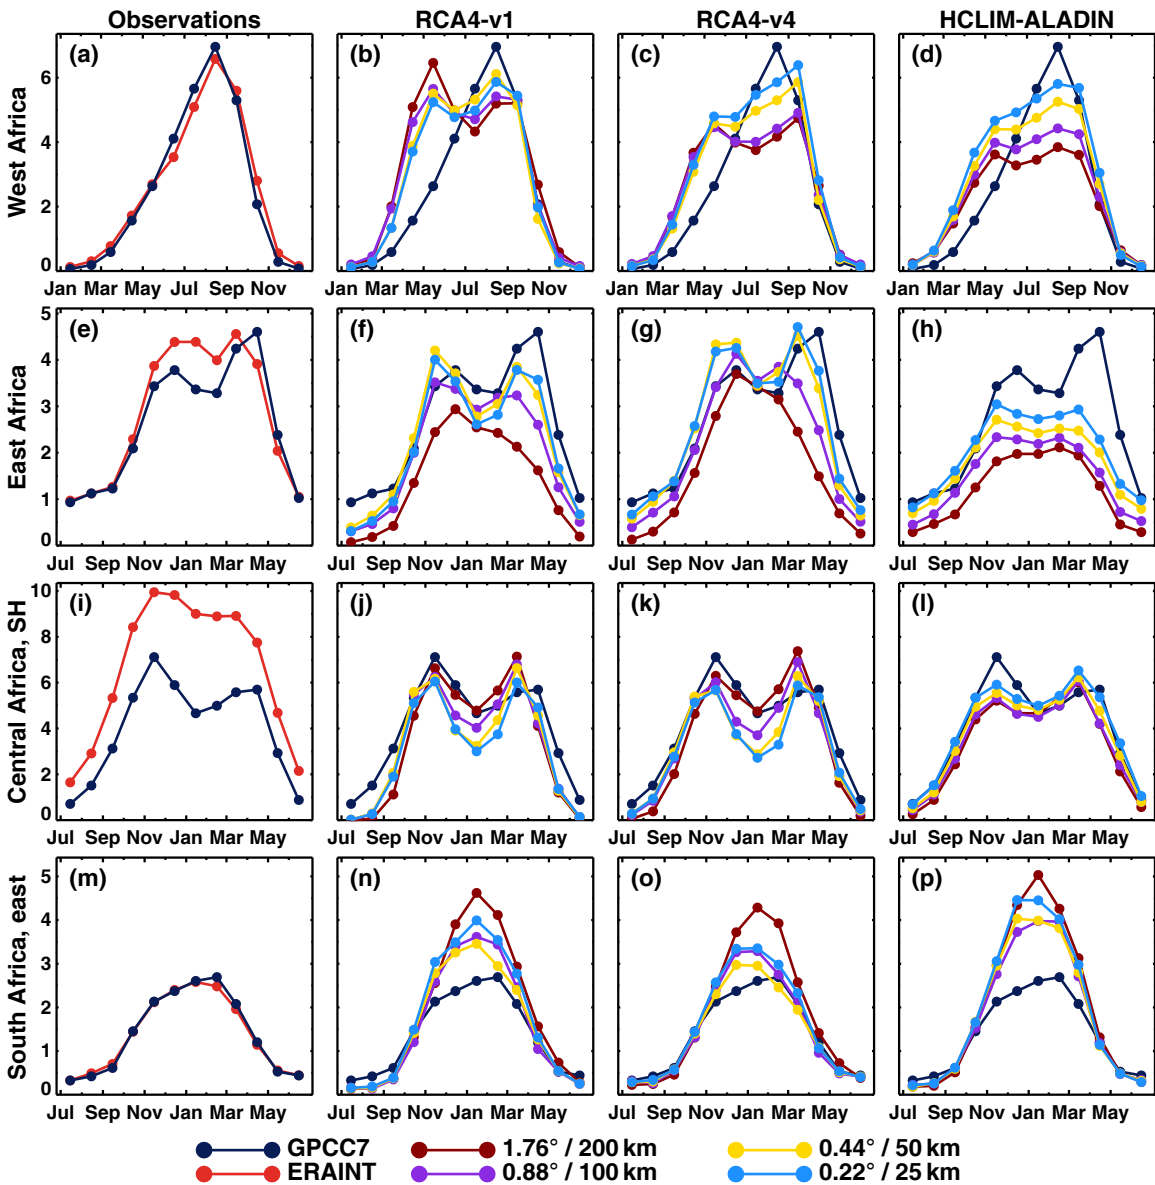 Observations RCA4-v1 RCA4-v4 HCLIM-ALADIN
West Africa
(a) (b) (c) (d)
6
4
2
0
Jan Mar May Jul Sep Nov Jan Mar May Jul Sep Nov Jan Mar May Jul Sep Nov Jan Mar May Jul Sep Nov
East Africa
5
(e) (f) (g) (h)
4
3
2
1
0
Jul Sep Nov Jan Mar May Jul Sep Nov Jan Mar May Jul Sep Nov Jan Mar May Jul Sep Nov Jan Mar May
Central Africa, SH
10
(i) (j) (k) (l)
8
6
4
2
0
Jul Sep Nov Jan Mar May Jul Sep Nov Jan Mar May Jul Sep Nov Jan Mar May Jul Sep Nov Jan Mar May
South Africa, east
5
(m) (n) (o) (p)
4
3
2
1
0
Jul Sep Nov Jan Mar May Jul Sep Nov Jan Mar May Jul Sep Nov Jan Mar May Jul Sep Nov Jan Mar May
GPCC7 1.76° / 200 km 0.44° / 50 km
ERAINT 0.88° / 100 km 0.22° / 25 km